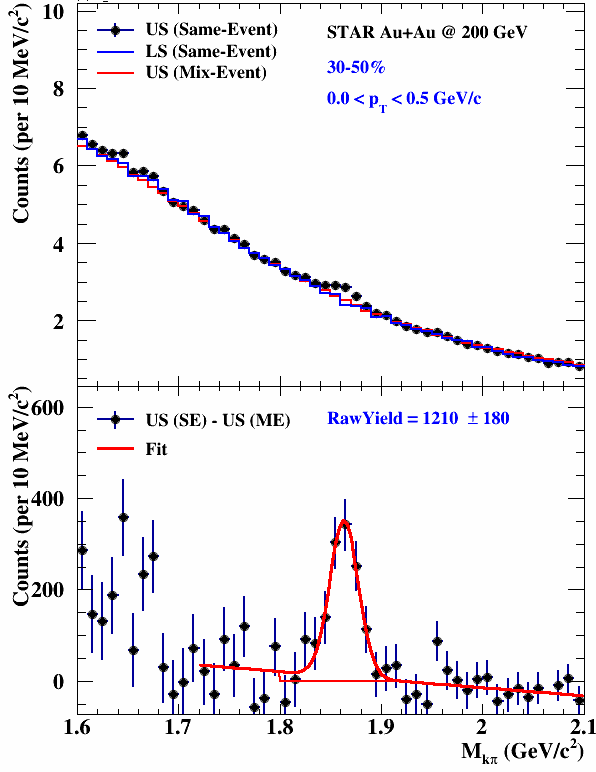 US (Same-Event)
LS (Same-Event)
US (Mix-Event)
STAR Au+Au @ 200 GeV
30-50%
0.0 < p_T < 0.5 GeV/c
Counts (per 10 MeV/c²)
10
8
6
4
2
US (SE) - US (ME)
Fit
RawYield = 1210 ± 180
Counts (per 10 MeV/c²)
600
400
200
0
1.6 1.7 1.8 1.9 2 2.1
M_kπ (GeV/c²)